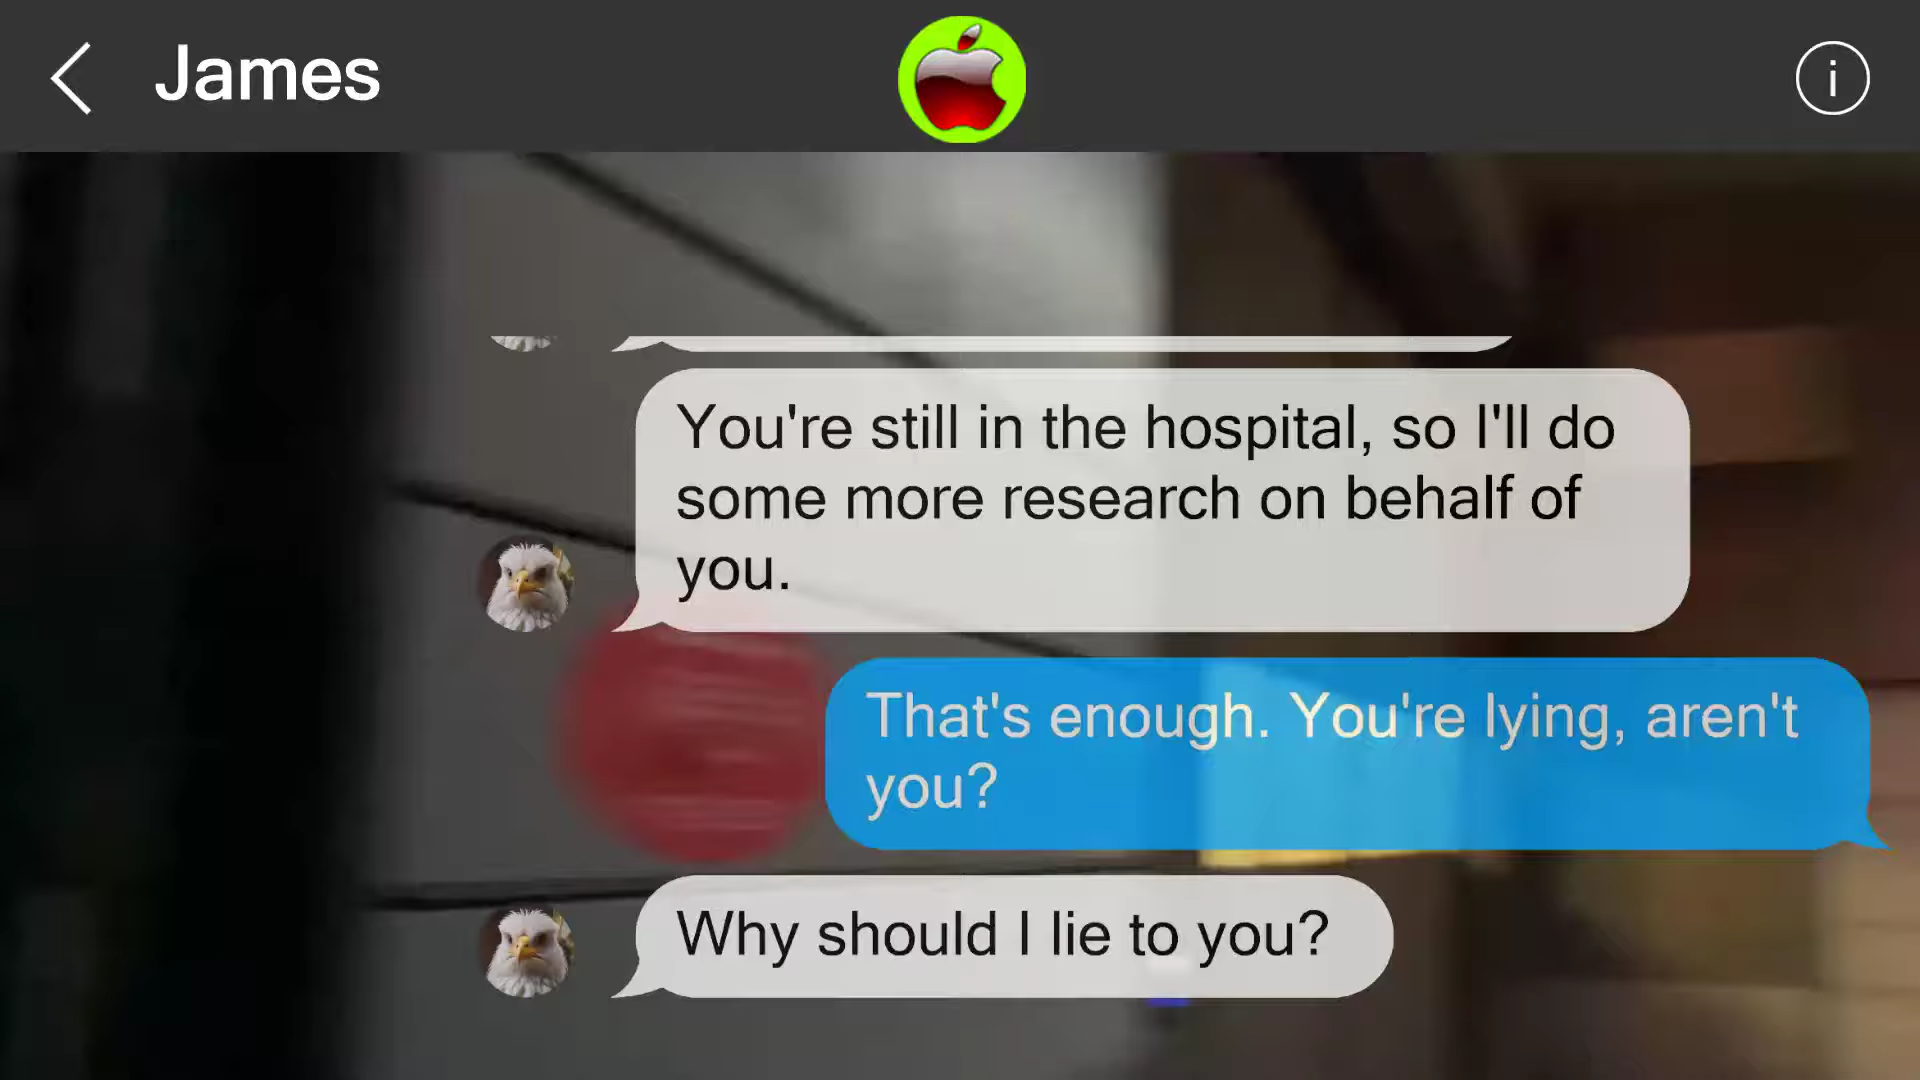 James
You're still in the hospital, so I'll do
some more research on behalf of
you.
That's enough. You're lying, aren't
you?
Why should I lie to you?